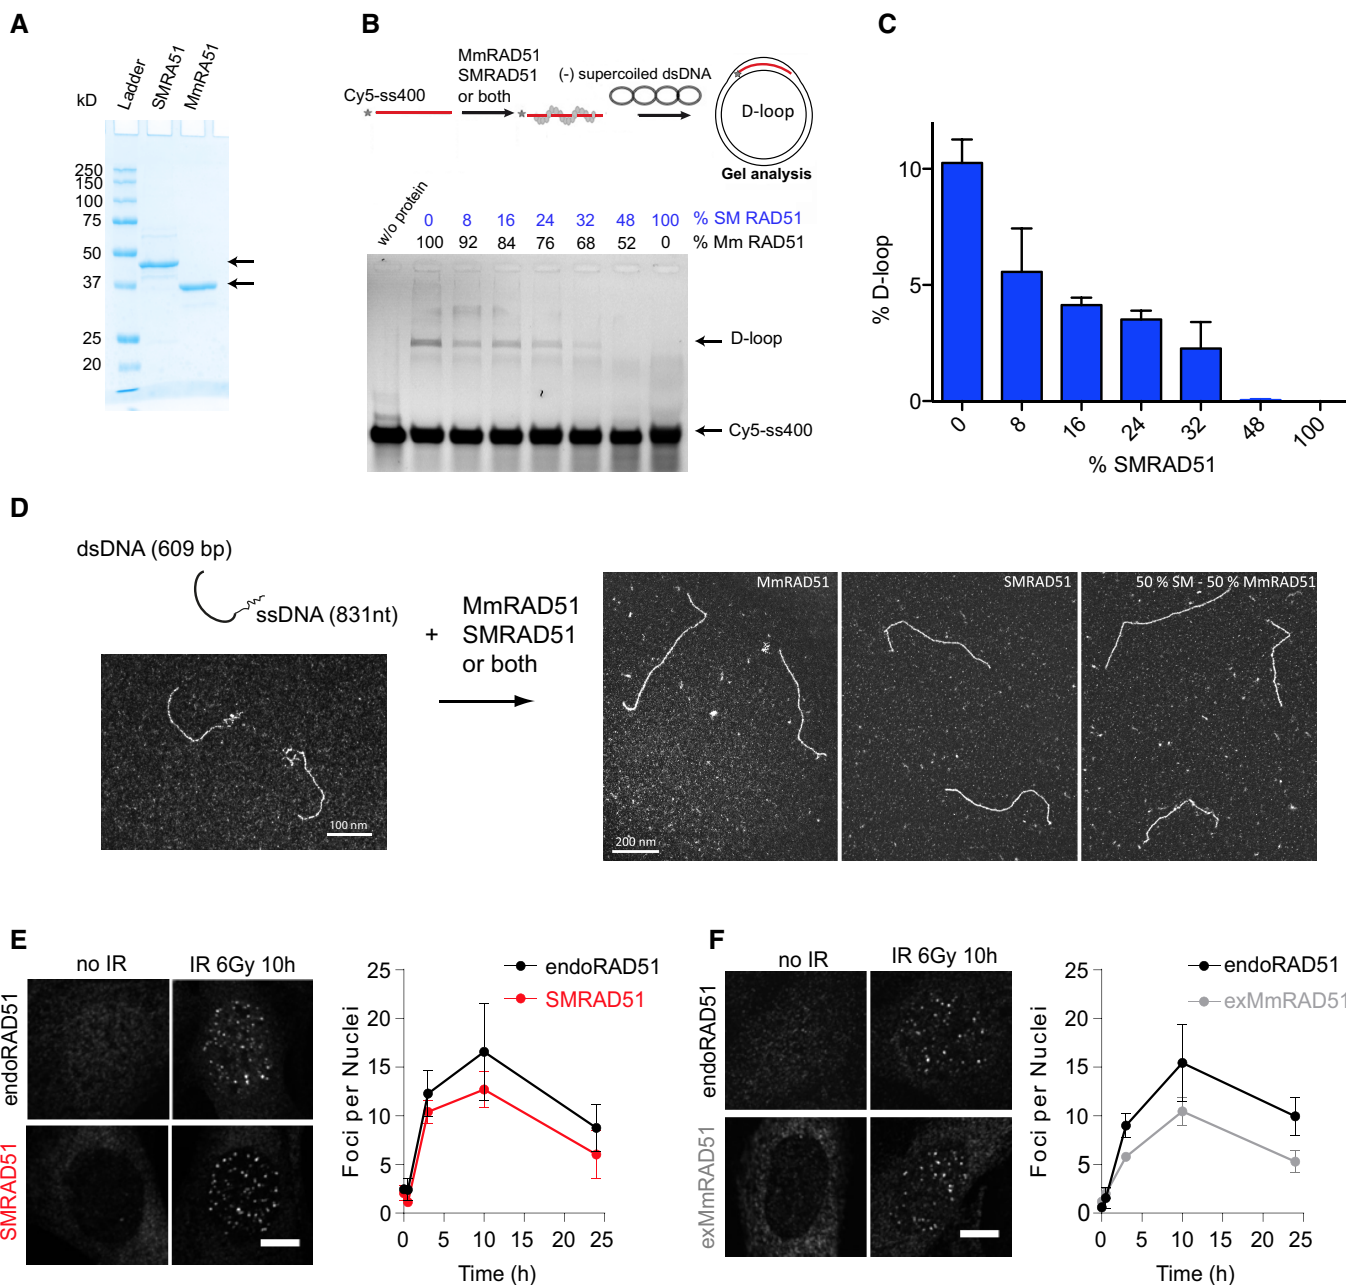 A
kD
Ladder
SMRA51
MmRA51
250
150
100
75
50
37
25
20
B
Cy5-ss400
MmRAD51
SMRAD51
or both
(-) supercoiled dsDNA
D-loop
Gel analysis
w/o protein
0 8 16 24 32 48 100 % SM RAD51
100 92 84 76 68 52 0 % Mm RAD51
D-loop
Cy5-ss400
C
% D-loop
10
5
0
0 8 16 24 32 48 100
% SMRAD51
D
dsDNA (609 bp)
ssDNA (831nt)
100 nm
+
MmRAD51
SMRAD51
or both
MmRAD51
200 nm
SMRAD51
50 % SM - 50 % MmRAD51
E
no IR
IR 6Gy 10h
endoRAD51
SMRAD51
endoRAD51
SMRAD51
Foci per Nuclei
25
20
15
10
5
0
0 5 10 15 20 25
Time (h)
F
no IR
IR 6Gy 10h
endoRAD51
exMmRAD51
endoRAD51
exMmRAD51
Foci per Nuclei
25
20
15
10
5
0
0 5 10 15 20 25
Time (h)